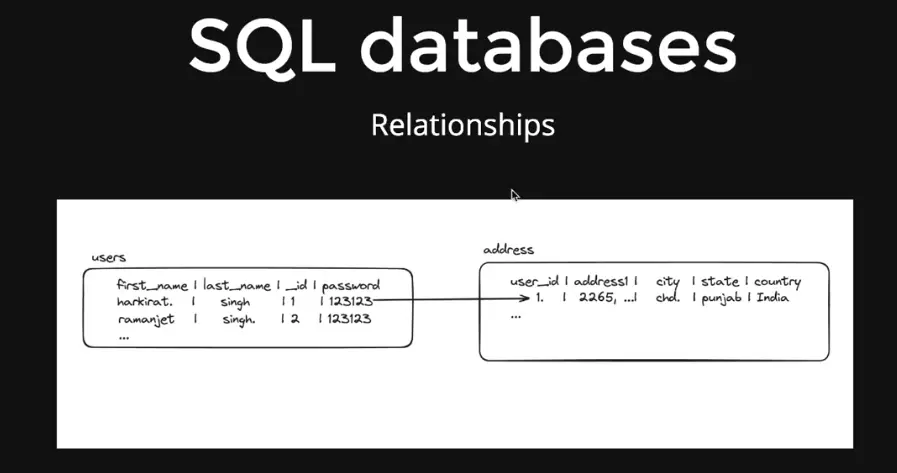 SQL databases
Relationships
users
first_name | last_name | _id | password
harkirat. | singh | 1 | 123123
ramanjet | singh. | 2 | 123123
...
address
user_id | address1 | city | state | country
1. | 2265, ...| chd. | punjab | India
...